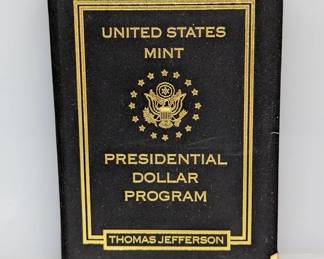 UNITED STATES
MINT
PRESIDENTIAL
DOLLAR
PROGRAM
THOMAS JEFFERSON